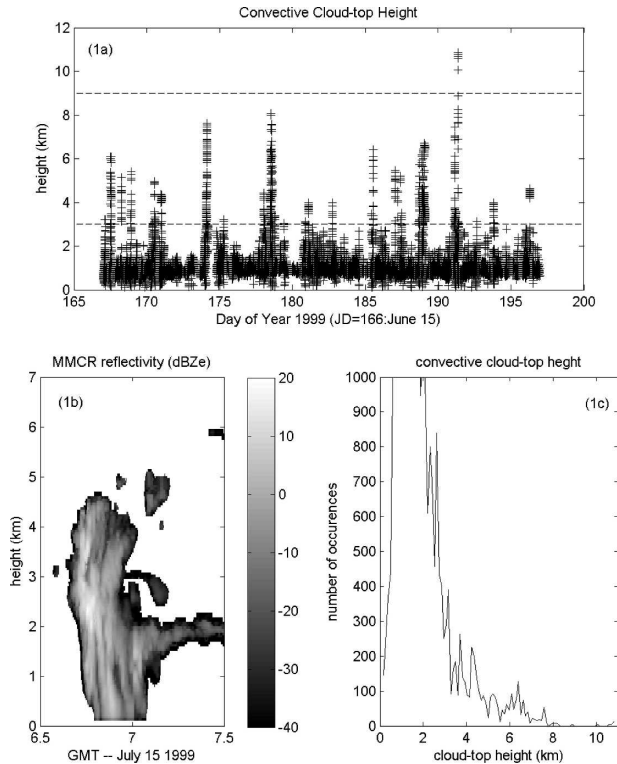 Convective Cloud-top Height
(1a)
height (km)
12
10
8
6
4
2
0
165 170 175 180 185 190 195 200
Day of Year 1999 (JD=166:June 15)
MMCR reflectivity (dBZe)
(1b)
height (km)
7
6
5
4
3
2
1
0
6.5 7 7.5
GMT -- July 15 1999
20
10
0
-10
-20
-30
-40
convective cloud-top heght
(1c)
number of occurences
1000
900
800
700
600
500
400
300
200
100
0
0 2 4 6 8 10
cloud-top height (km)